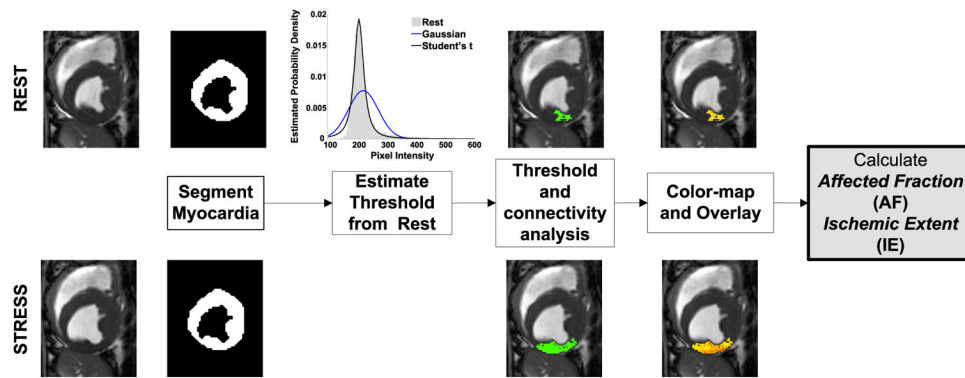 REST
0.02
0.015
0.01
0.005
0
100
200
300
400
500
600
Estimated Probability Density
Pixel Intensity
Rest
Gaussian
Student's t
Segment
Myocardia
Estimate
Threshold
from Rest
Threshold
and
connectivity
analysis
Color-map
and Overlay
Calculate
Affected Fraction
(AF)
Ischemic Extent
(IE)
STRESS